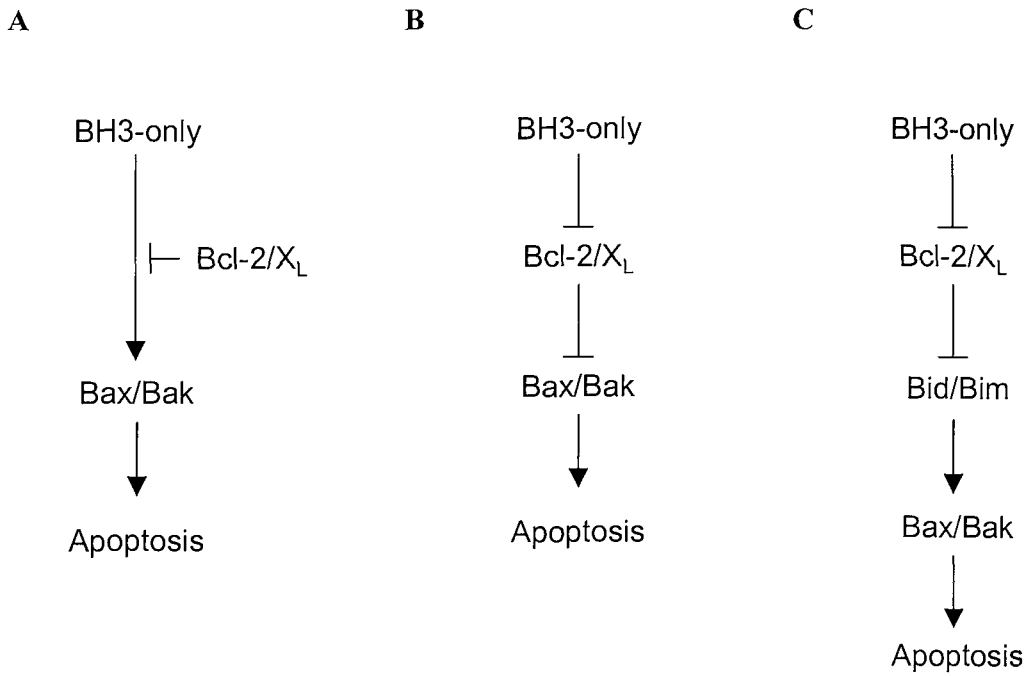 A
BH3-only
Bcl-2/XL
Bax/Bak
Apoptosis
B
BH3-only
Bcl-2/XL
Bax/Bak
Apoptosis
C
BH3-only
Bcl-2/XL
Bid/Bim
Bax/Bak
Apoptosis